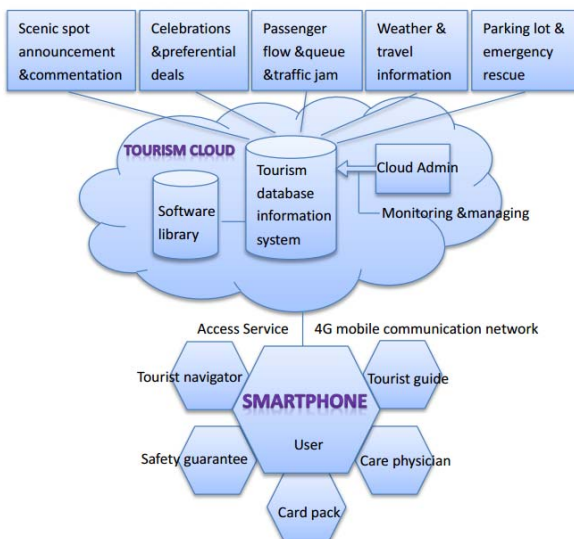 Scenic spot
announcement
&commentation
Celebrations
&preferential
deals
Passenger
flow &queue
&traffic jam
Weather &
travel
information
Parking lot &
emergency
rescue
TOURISM CLOUD
Tourism
database
information
system
Cloud Admin
Software
library
Monitoring &managing
Access Service
4G mobile communication network
Tourist navigator
Tourist guide
SMARTPHONE
User
Safety guarantee
Care physician
Card pack